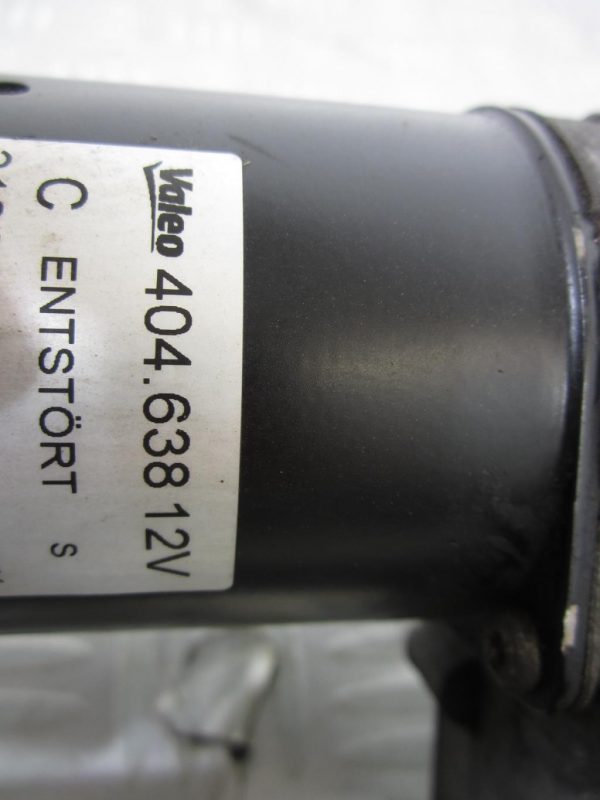 Valeo 404.638 12V
C ENTSTÖRT S